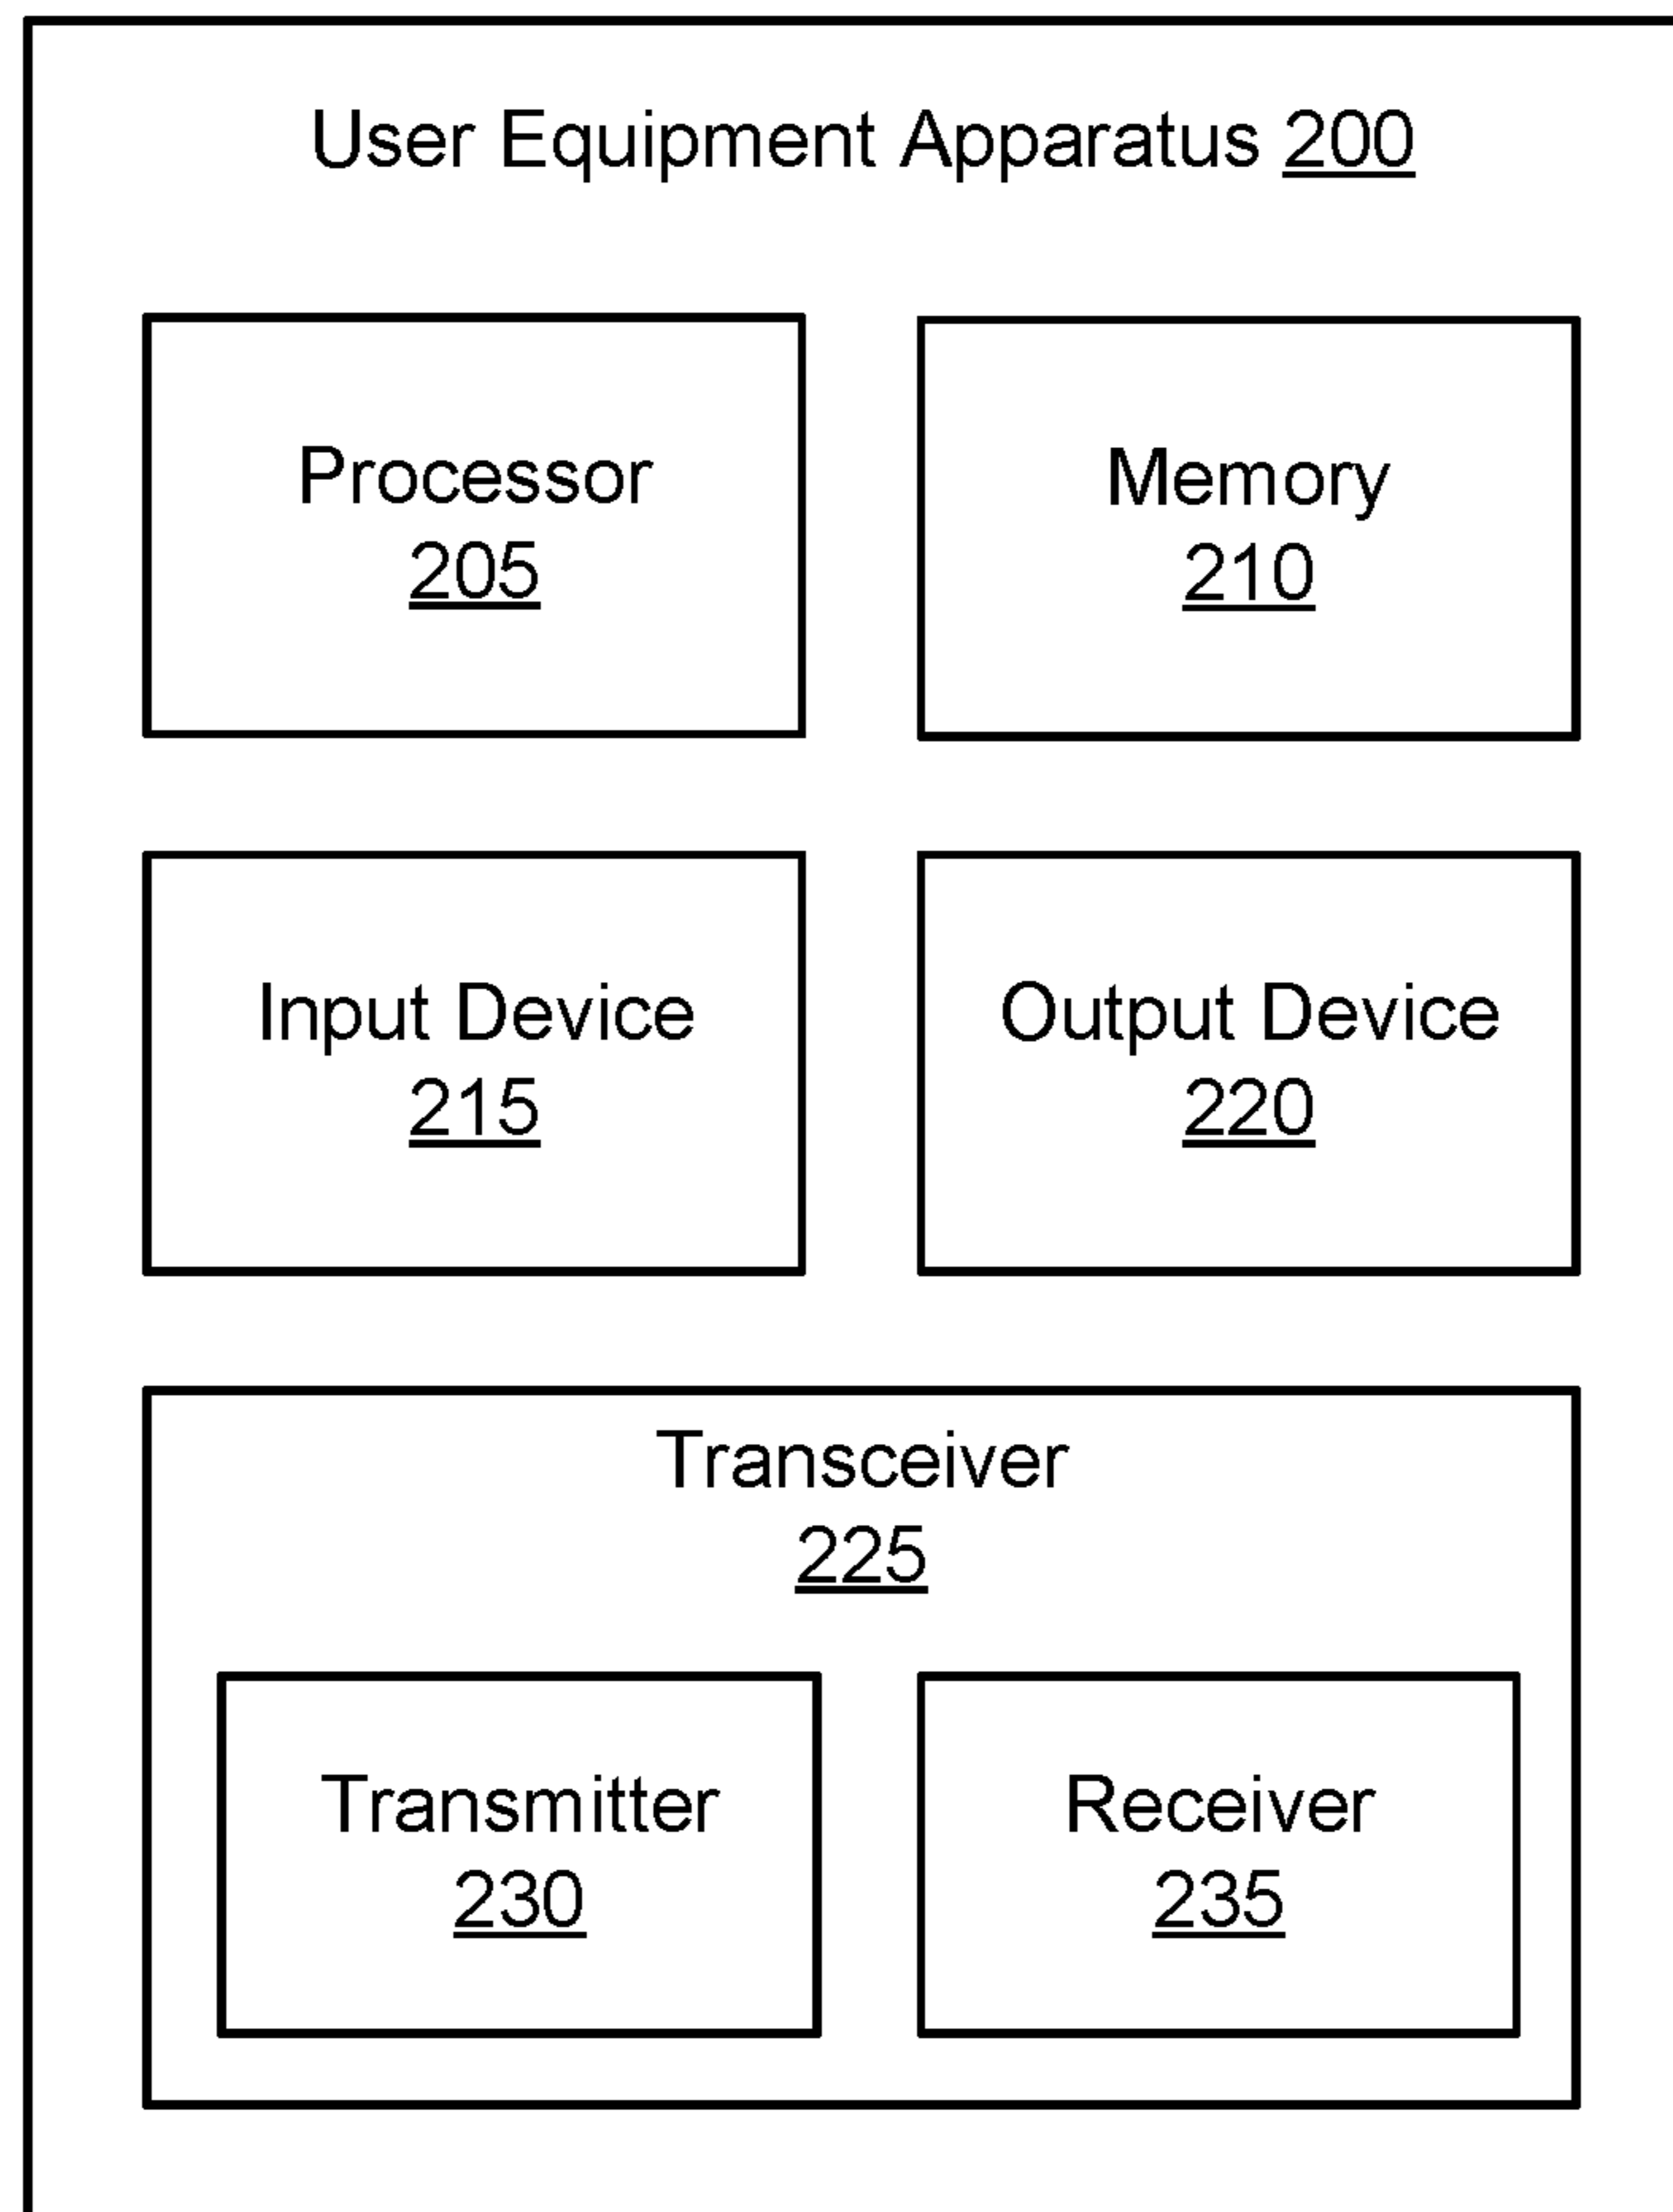 User Equipment Apparatus 200
Processor
205
Memory
210
Input Device
215
Output Device
220
Transceiver
225
Transmitter
230
Receiver
235